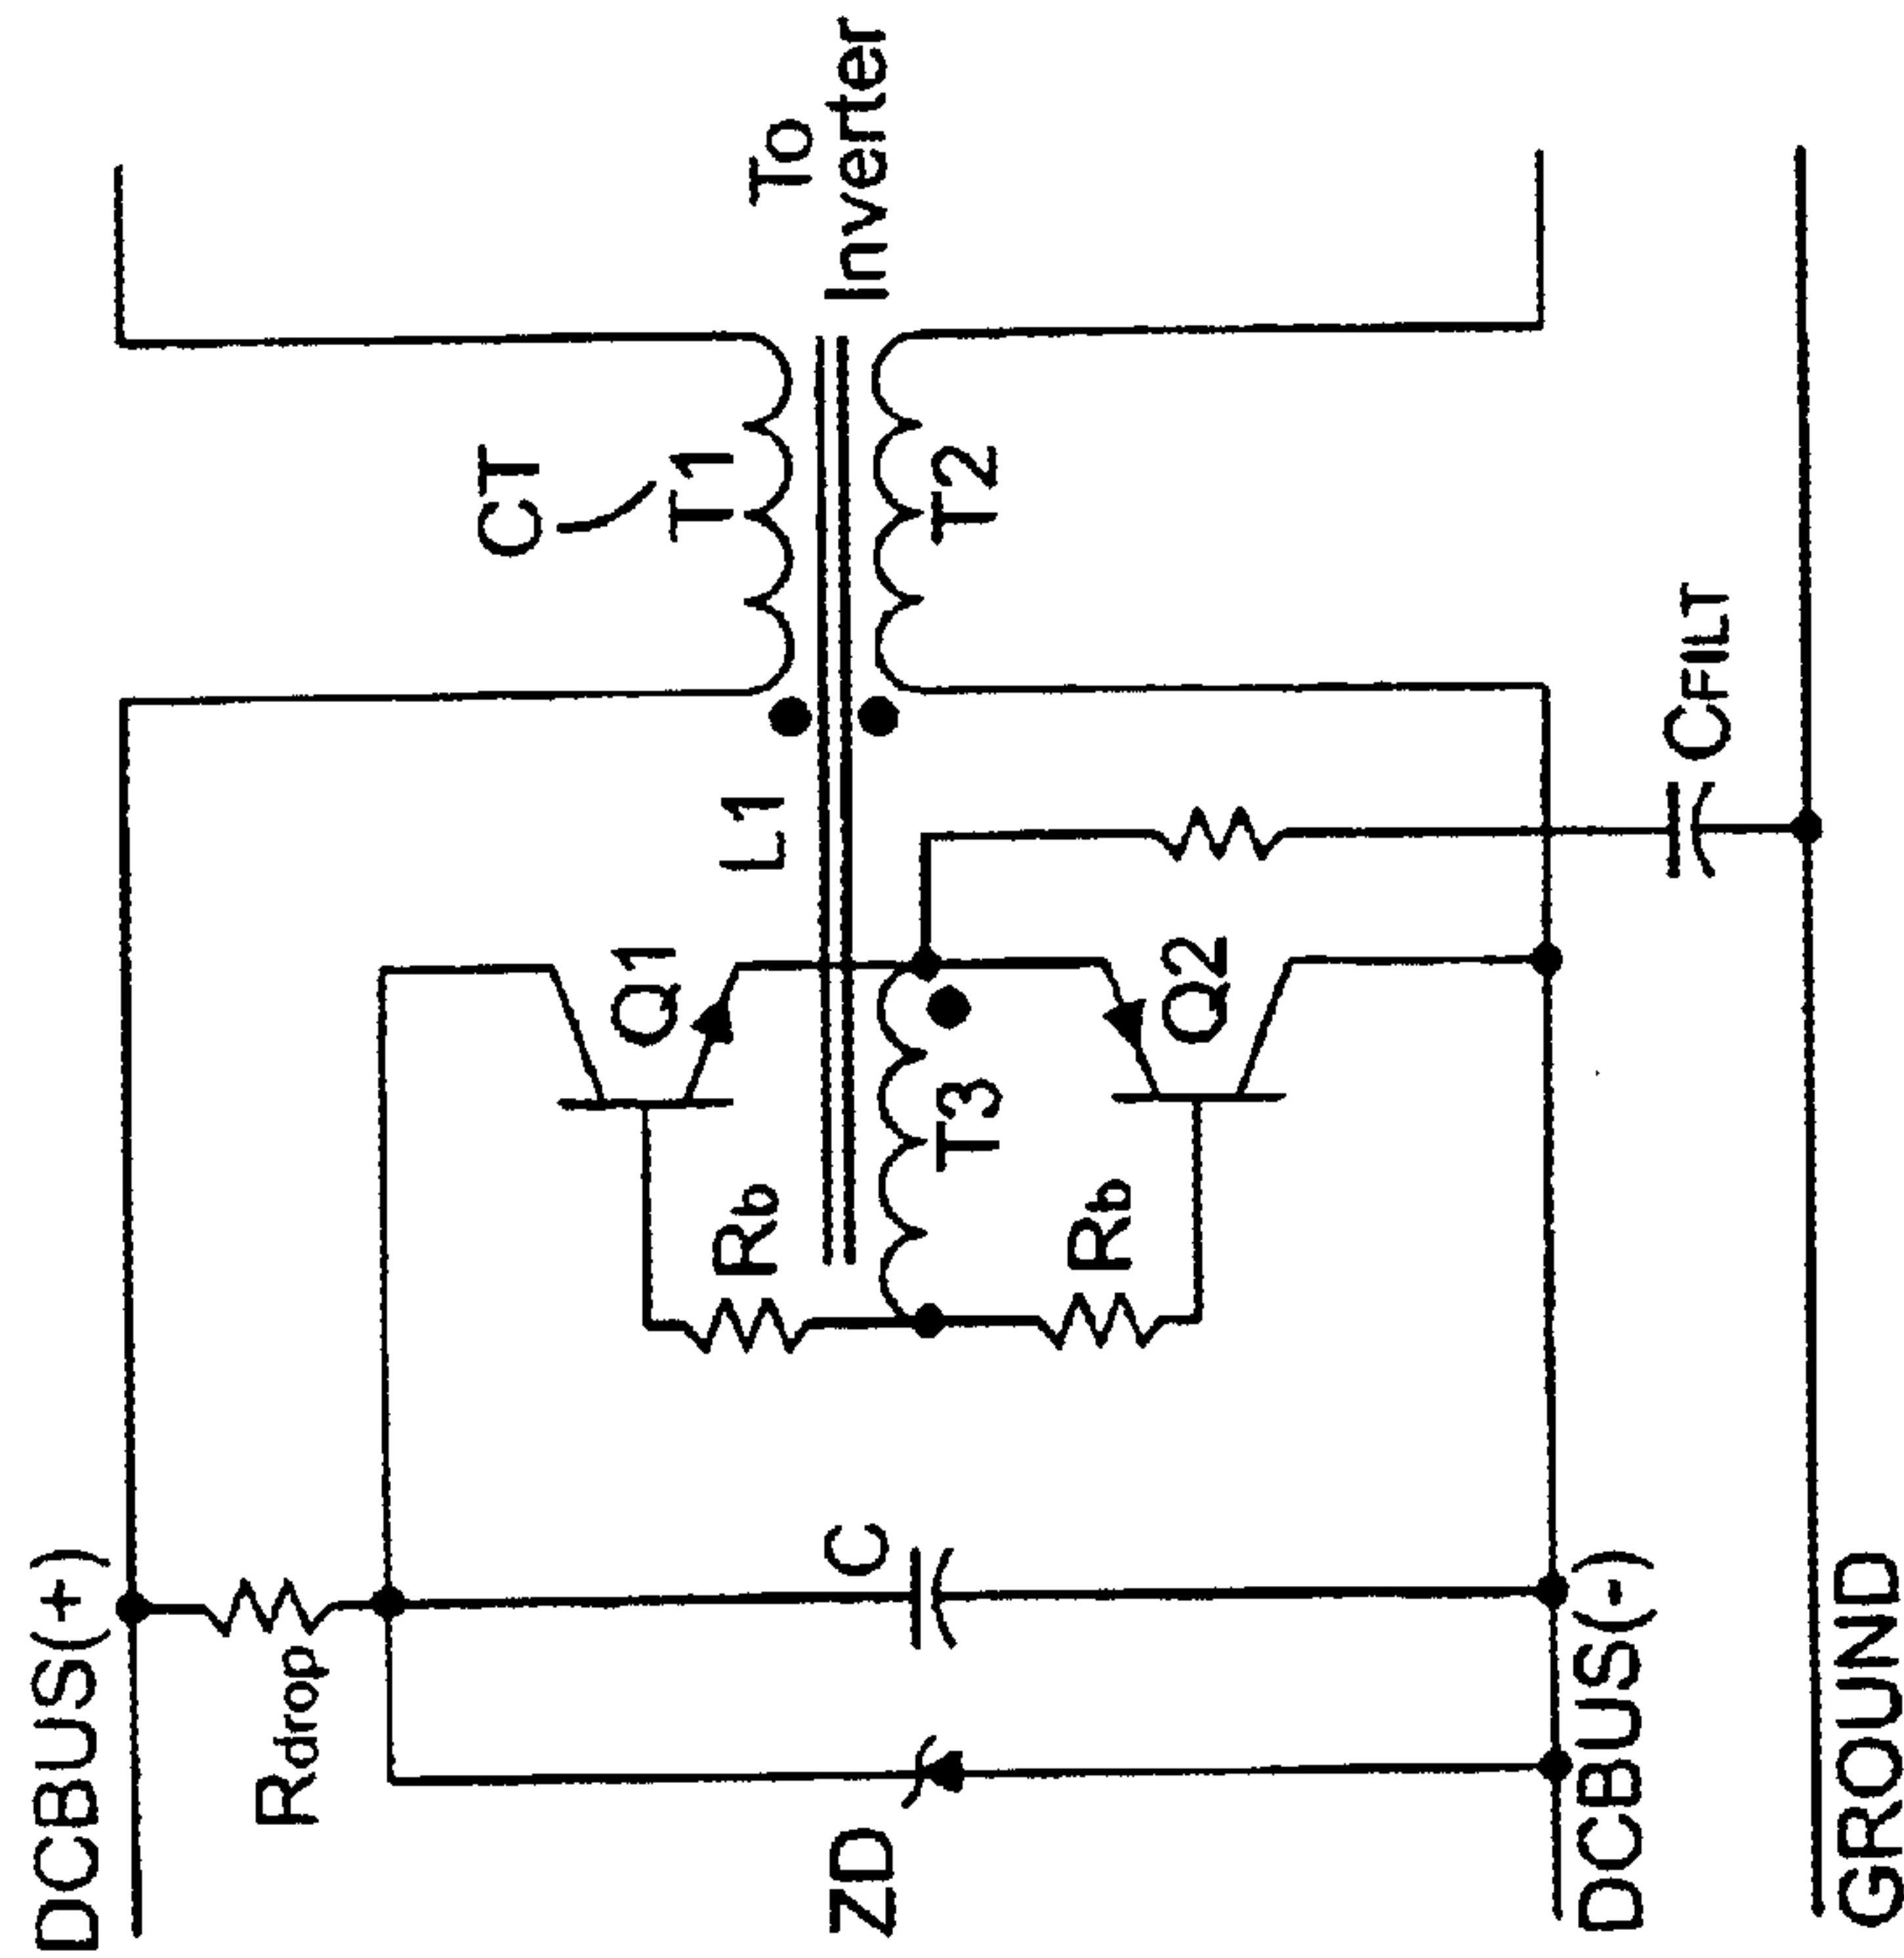 DCBUS(+)
Rdrop
ZD
C
DCBUS(-)
GROUND
Rb
Rb
T3
Q1
Q2
L1
CT
T1
T2
CFILT
To
Inverter